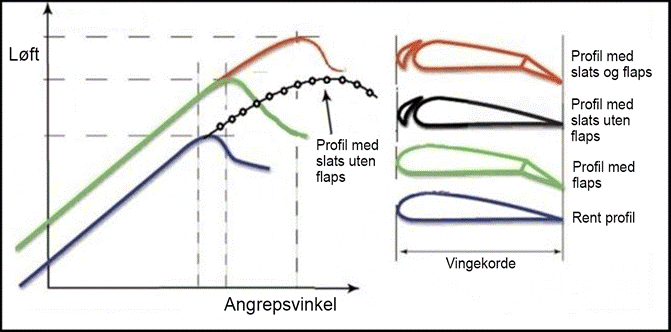 Løft
Profil med
slats uten
flaps
Angrepsvinkel
Profil med
slats og flaps
Profil med
slats uten
flaps
Profil med
flaps
Rent profil
Vingekorde